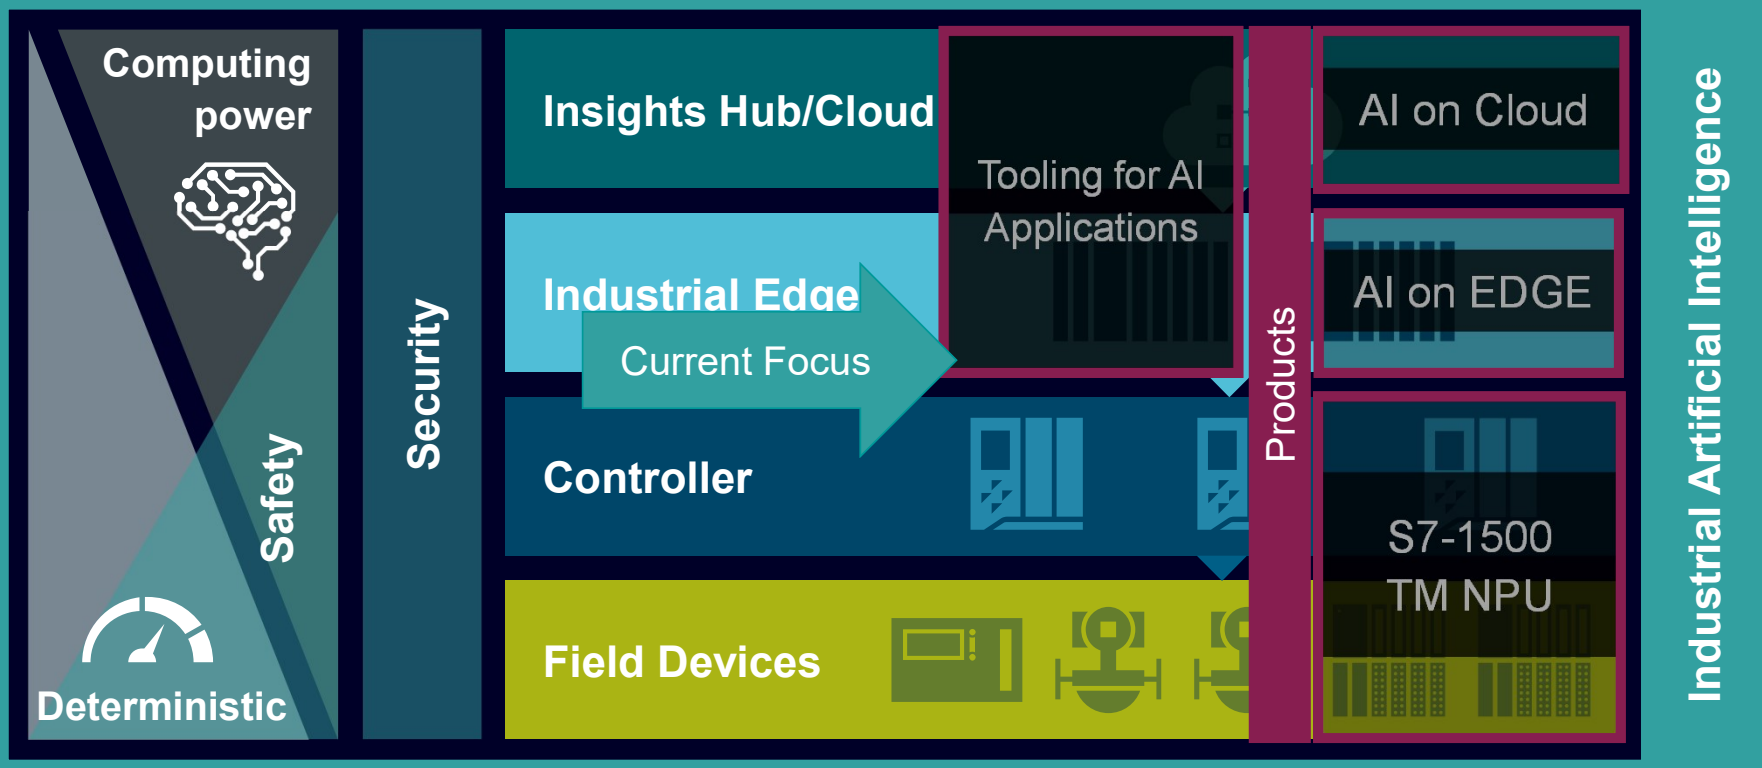 Computing
power
Safety
Deterministic
Security
Insights Hub/Cloud
Industrial Edge
Current Focus
Controller
Field Devices
Tooling for AI
Applications
Products
AI on Cloud
AI on EDGE
S7-1500
TM NPU
Industrial Artificial Intelligence